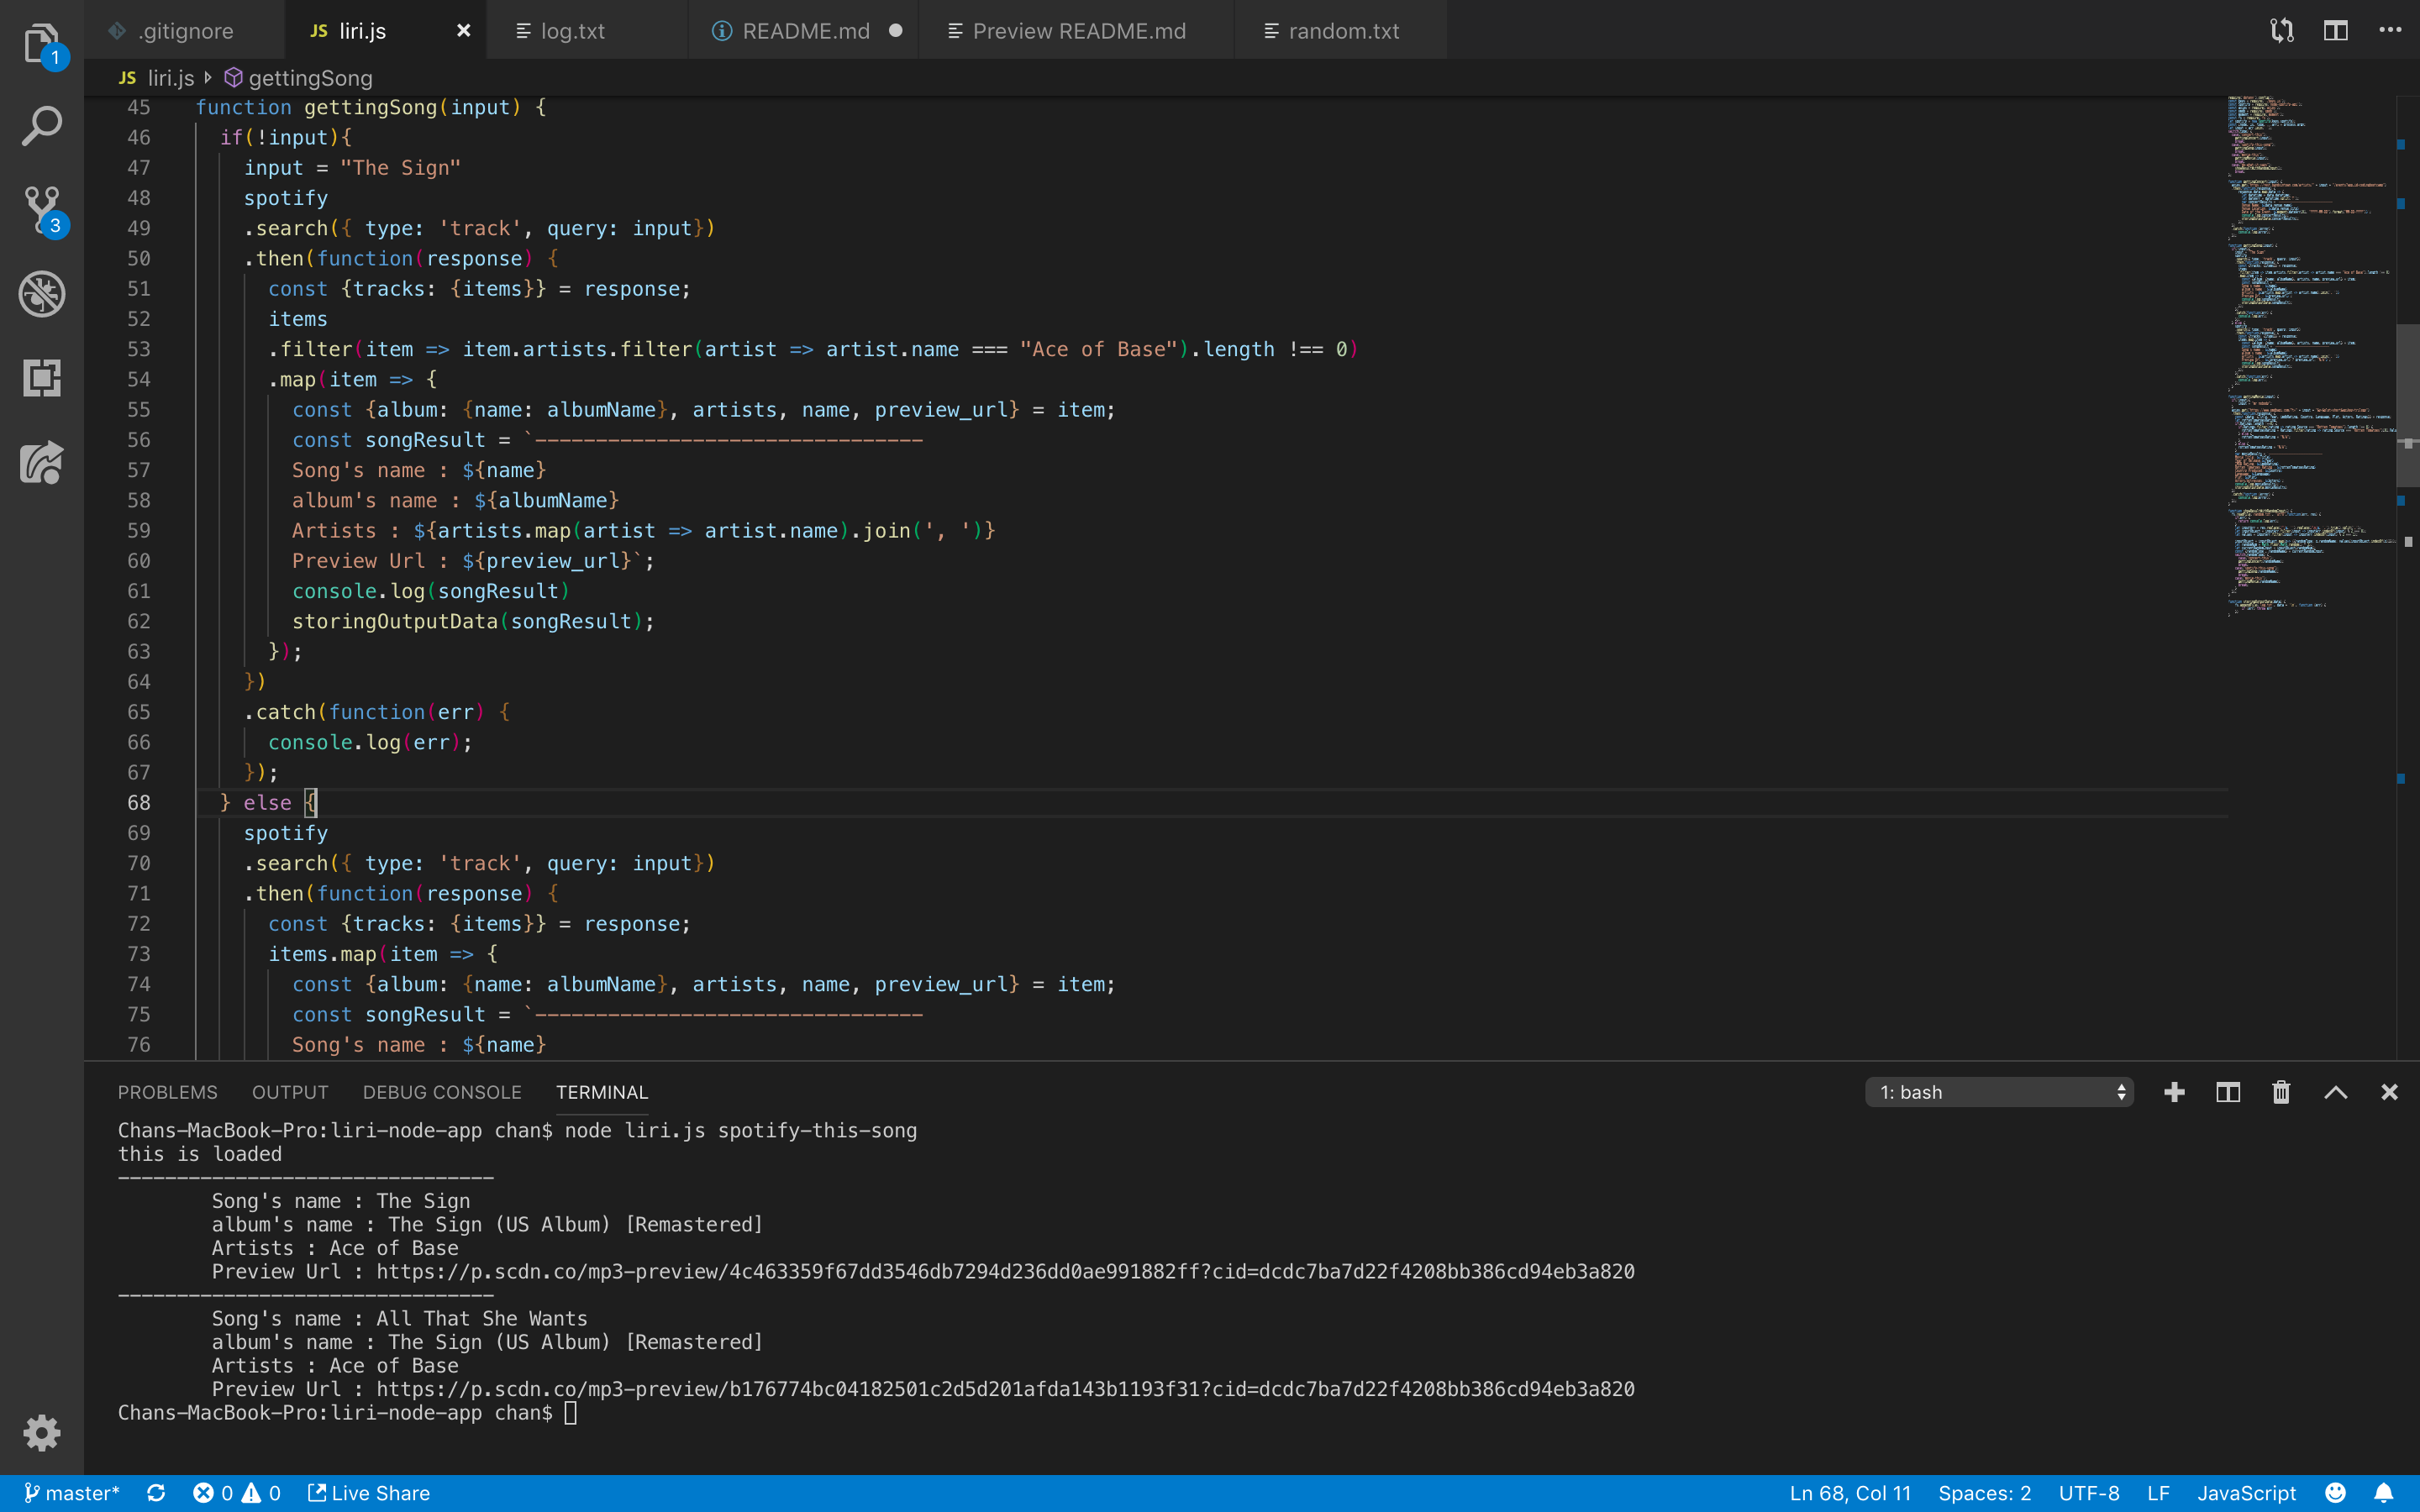 .gitignore
JS liri.js
log.txt
README.md
Preview README.md
random.txt
1
3
JS liri.js gettingSong
45 function gettingSong(input) {
46 if(!input){
47 input = "The Sign"
48 spotify
49 .search({ type: 'track', query: input})
50 .then(function(response) {
51 const {tracks: {items}} = response;
52 items
53 .filter(item => item.artists.filter(artist => artist.name === "Ace of Base").length !== 0)
54 .map(item => {
55 const {album: {name: albumName}, artists, name, preview_url} = item;
56 const songResult = `--------------------------------
57 Song's name : ${name}
58 album's name : ${albumName}
59 Artists : ${artists.map(artist => artist.name).join(', ')}
60 Preview Url : ${preview_url}`;
61 console.log(songResult)
62 storingOutputData(songResult);
63 });
64 })
65 .catch(function(err) {
66 console.log(err);
67 });
68 } else {
69 spotify
70 .search({ type: 'track', query: input})
71 .then(function(response) {
72 const {tracks: {items}} = response;
73 items.map(item => {
74 const {album: {name: albumName}, artists, name, preview_url} = item;
75 const songResult = `--------------------------------
76 Song's name : ${name}
PROBLEMS OUTPUT DEBUG CONSOLE TERMINAL
1: bash
Chans-MacBook-Pro:liri-node-app chan$ node liri.js spotify-this-song
this is loaded
--------------------------------
Song's name : The Sign
album's name : The Sign (US Album) [Remastered]
Artists : Ace of Base
Preview Url : https://p.scdn.co/mp3-preview/4c463359f67dd3546db7294d236dd0ae991882ff?cid=dcdc7ba7d22f4208bb386cd94eb3a820
--------------------------------
Song's name : All That She Wants
album's name : The Sign (US Album) [Remastered]
Artists : Ace of Base
Preview Url : https://p.scdn.co/mp3-preview/b176774bc04182501c2d5d201afda143b1193f31?cid=dcdc7ba7d22f4208bb386cd94eb3a820
Chans-MacBook-Pro:liri-node-app chan$
master* 0 0 Live Share
Ln 68, Col 11 Spaces: 2 UTF-8 LF JavaScript